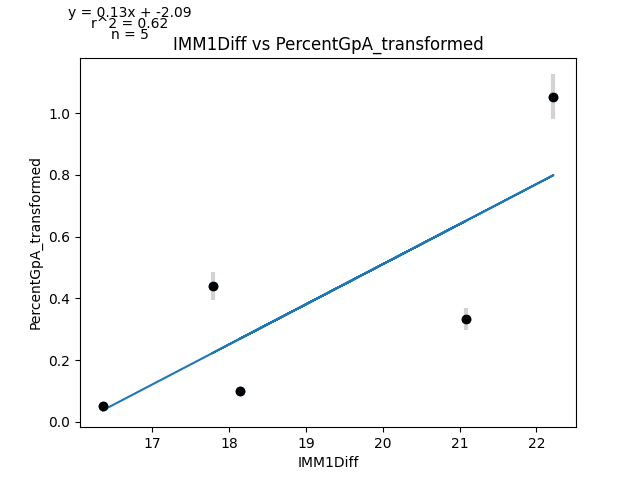 y = 0.13x + -2.09
r^2 = 0.62
n = 5
IMM1Diff vs PercentGpA_transformed
PercentGpA_transformed
1.0
0.8
0.6
0.4
0.2
0.0
17 18 19 20 21 22
IMM1Diff